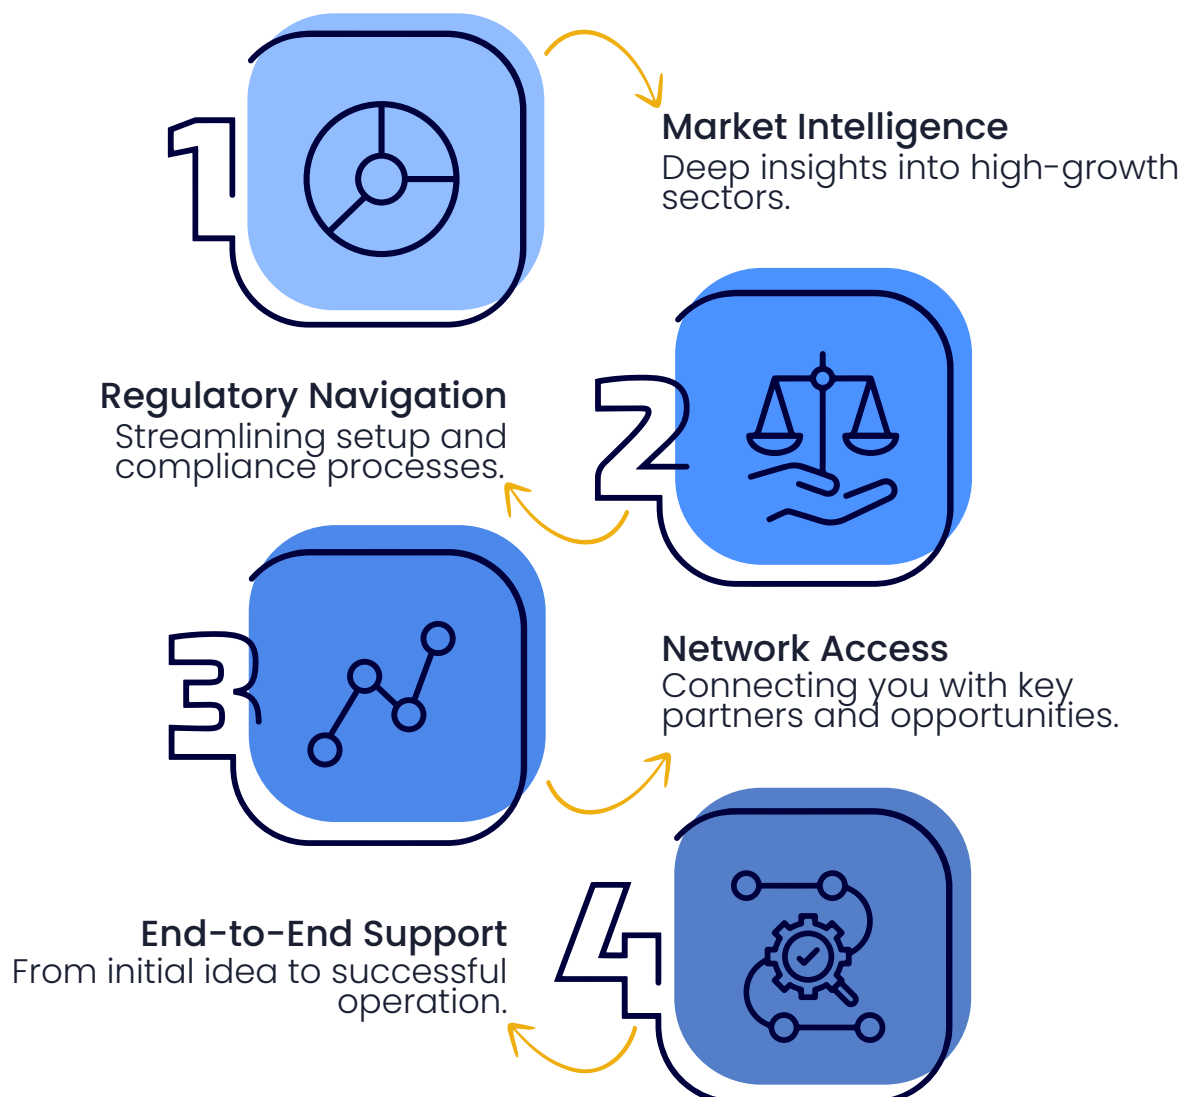 1
Market Intelligence
Deep insights into high-growth
sectors.
2
Regulatory Navigation
Streamlining setup and
compliance processes.
3
Network Access
Connecting you with key
partners and opportunities.
4
End-to-End Support
From initial idea to successful
operation.